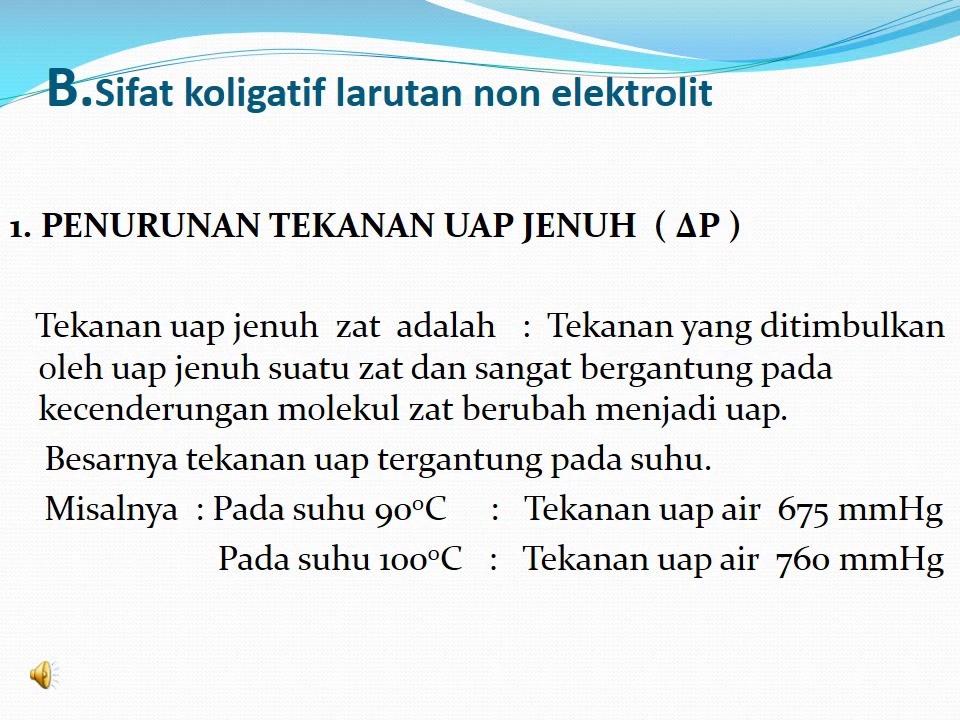 B.Sifat koligatif larutan non elektrolit
1. PENURUNAN TEKANAN UAP JENUH ( ΔP )
Tekanan uap jenuh zat adalah : Tekanan yang ditimbulkan
oleh uap jenuh suatu zat dan sangat bergantung pada
kecenderungan molekul zat berubah menjadi uap.
Besarnya tekanan uap tergantung pada suhu.
Misalnya : Pada suhu 90⁰C : Tekanan uap air 675 mmHg
Pada suhu 100⁰C : Tekanan uap air 760 mmHg